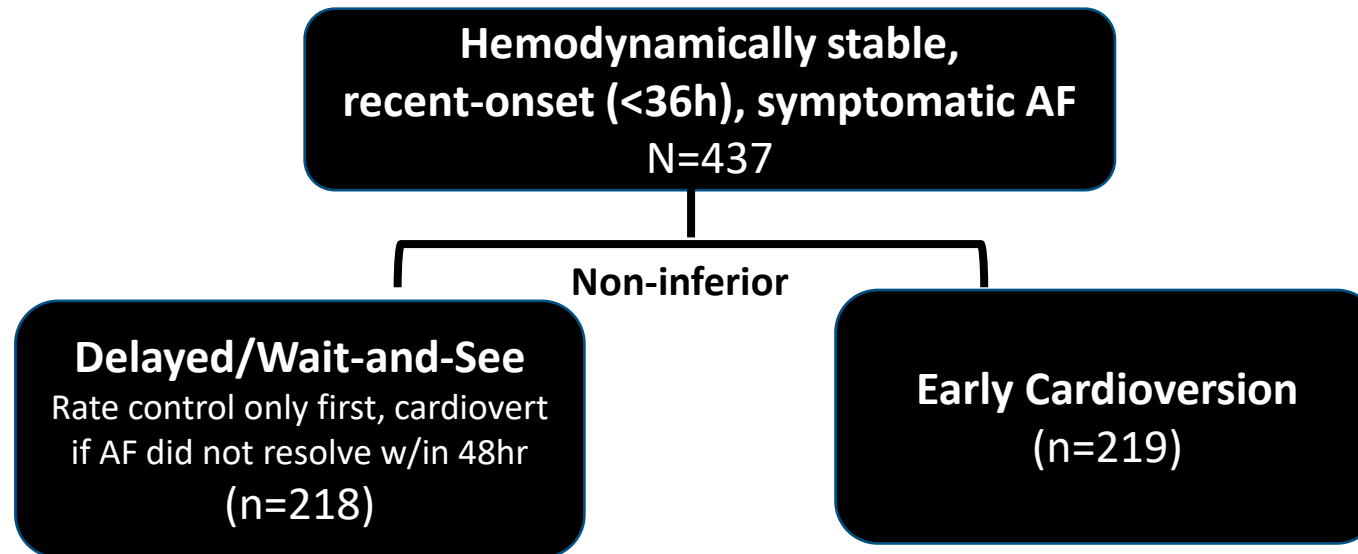 Hemodynamically stable,
recent-onset (<36h), symptomatic AF
N=437
Non-inferior
Delayed/Wait-and-See
Rate control only first, cardiovert
if AF did not resolve w/in 48hr
(n=218)
Early Cardioversion
(n=219)